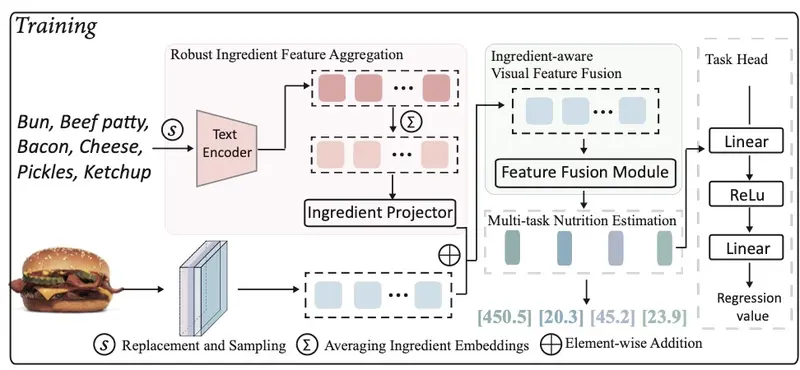 Training
Robust Ingredient Feature Aggregation
Bun, Beef patty,
Bacon, Cheese,
Pickles, Ketchup
S
Text
Encoder
Σ
Ingredient Projector
Ingredient-aware
Visual Feature Fusion
Feature Fusion Module
Multi-task Nutrition Estimation
[450.5] [20.3] [45.2] [23.9]
Task Head
Linear
ReLu
Linear
Regression
value
S Replacement and Sampling
Σ Averaging Ingredient Embeddings
Element-wise Addition